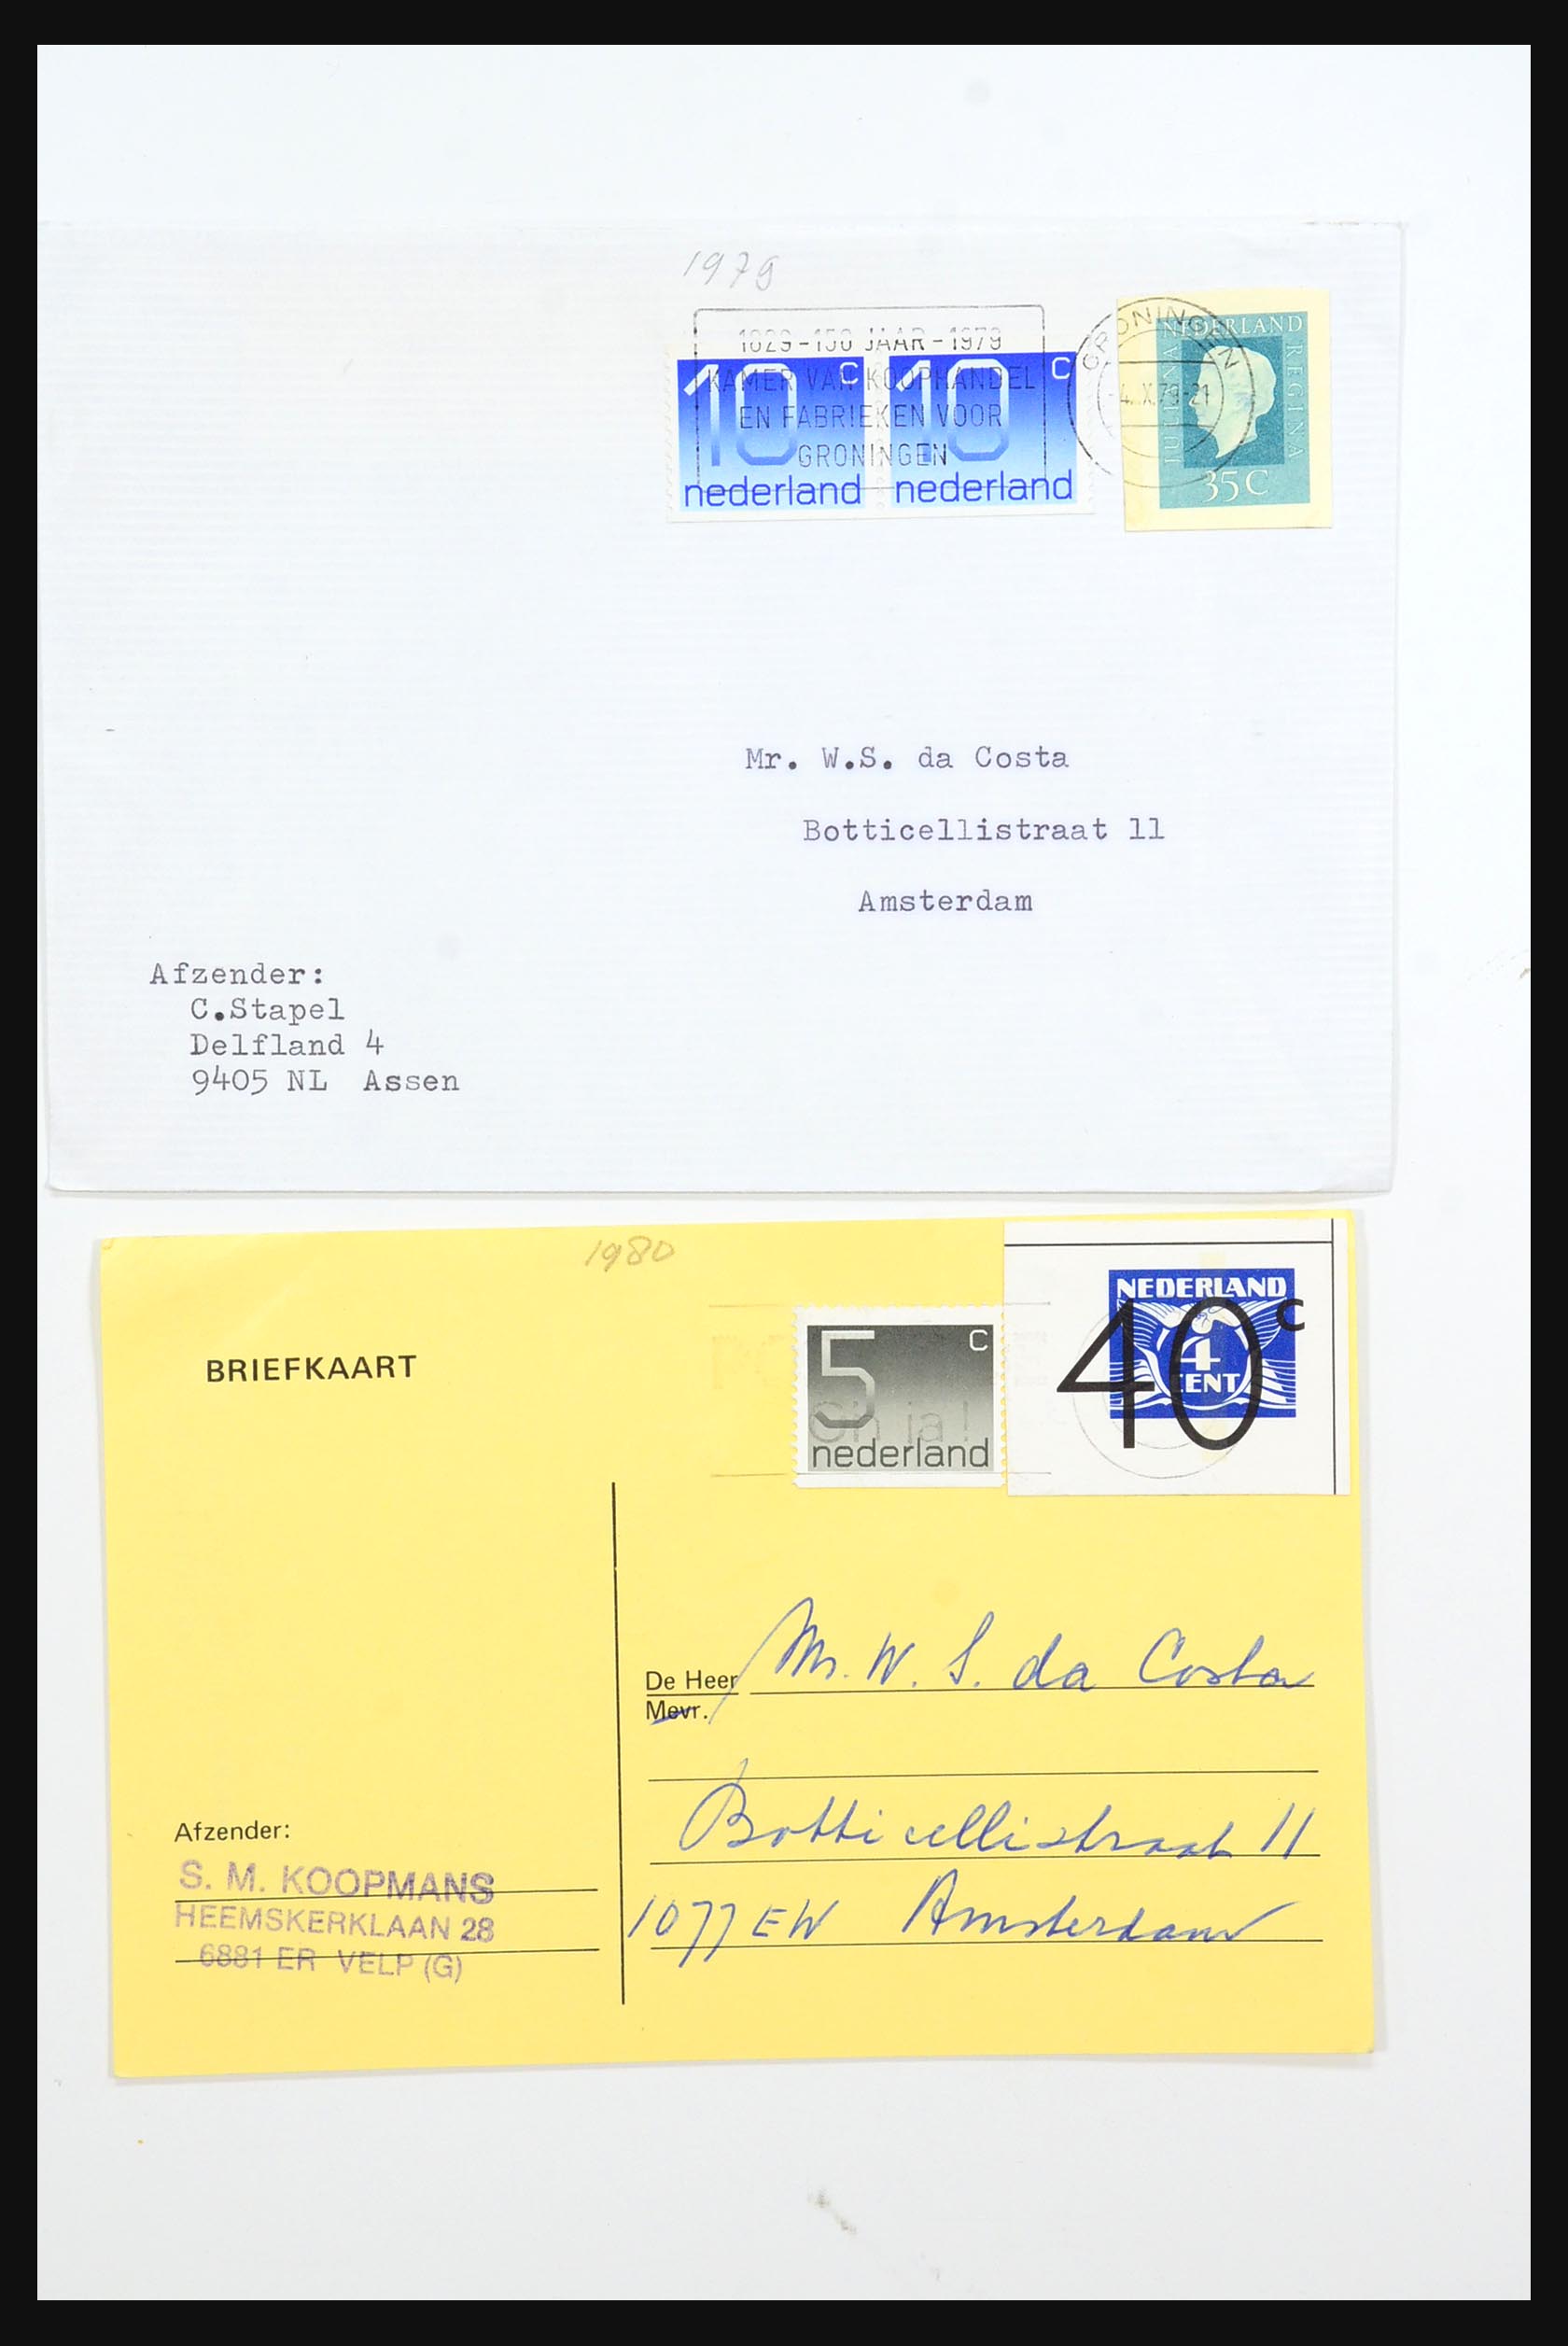 1979
1829-150 JAAR-1979
KAMER VAN KOOPHANDEL
EN FABRIEKEN VOOR
GRONINGEN
10 c
nederland
10 c
nederland
GRONINGEN
-4.X.79-21
NEDERLAND
JULIANA
REGINA
35 C
Mr. W.S. da Costa
Botticellistraat 11
Amsterdam
Afzender:
C.Stapel
Delfland 4
9405 NL Assen
1980
BRIEFKAART
5 c
nederland
NEDERLAND
4
CENT
40 c
De Heer Mr. W. S. da Costa
Mevr.
Botticellistraat 11
1077 EW Amsterdam
Afzender:
S. M. KOOPMANS
HEEMSKERKLAAN 28
6881 ER VELP (G)